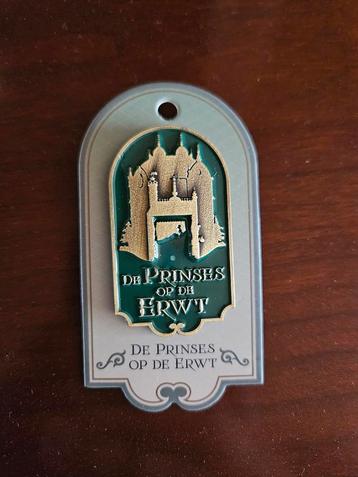 DE PRINSES
OP DE
ERWT
DE PRINSES
OP DE ERWT